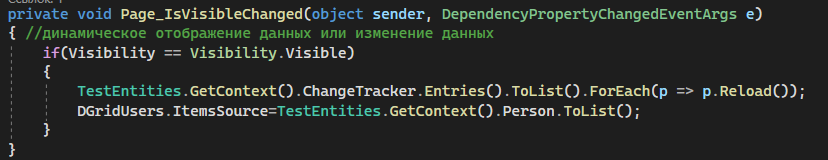 private void Page_IsVisibleChanged(object sender, DependencyPropertyChangedEventArgs e)
{ //динамическое отображение данных или изменение данных
if(Visibility == Visibility.Visible)
{
TestEntities.GetContext().ChangeTracker.Entries().ToList().ForEach(p => p.Reload());
DGridUsers.ItemsSource=TestEntities.GetContext().Person.ToList();
}
}